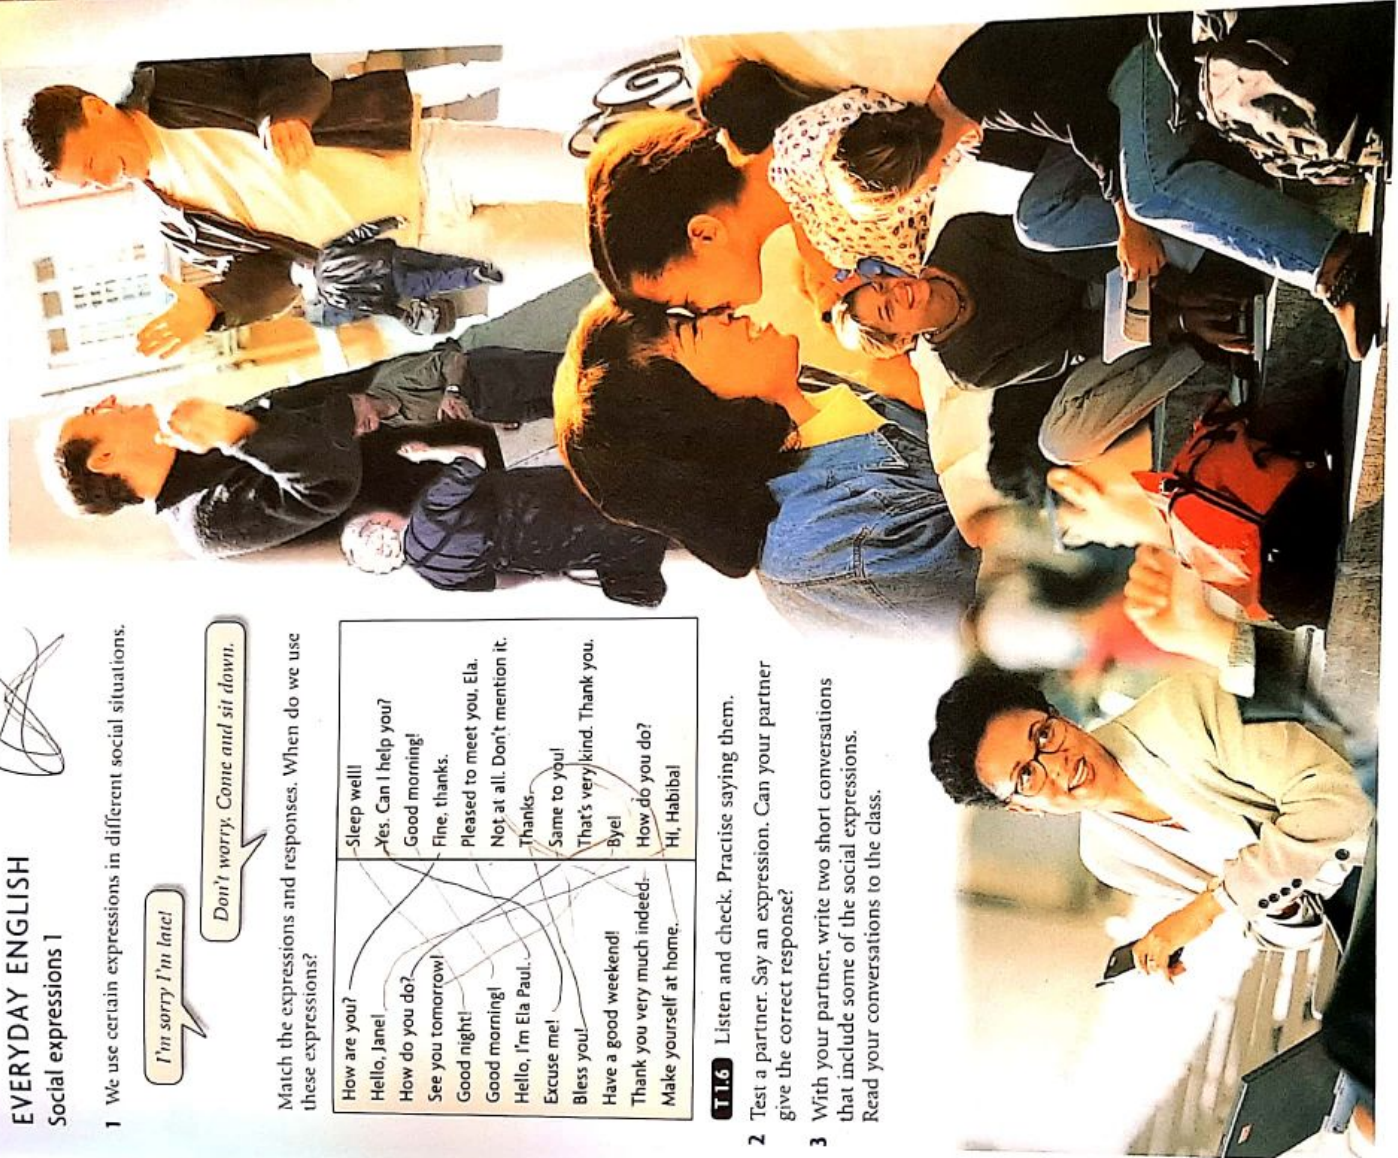 EVERYDAY ENGLISH
Social expressions 1
1 We use certain expressions in different social situations.
I'm sorry I'm late!
Don't worry. Come and sit down.
Match the expressions and responses. When do we use
these expressions?
How are you?
Hello, Jane!
How do you do?
See you tomorrow!
Good night!
Good morning!
Hello, I'm Ela Paul.
Excuse me!
Bless you!
Have a good weekend!
Thank you very much indeed.
Make yourself at home.
Sleep well!
Yes. Can I help you?
Good morning!
Fine, thanks.
Pleased to meet you, Ela.
Not at all. Don't mention it.
Thanks.
Same to you!
That's very kind. Thank you.
Bye!
How do you do?
Hi, Habiba!
T 1.6 Listen and check. Practise saying them.
2 Test a partner. Say an expression. Can your partner
give the correct response?
3 With your partner, write two short conversations
that include some of the social expressions.
Read your conversations to the class.